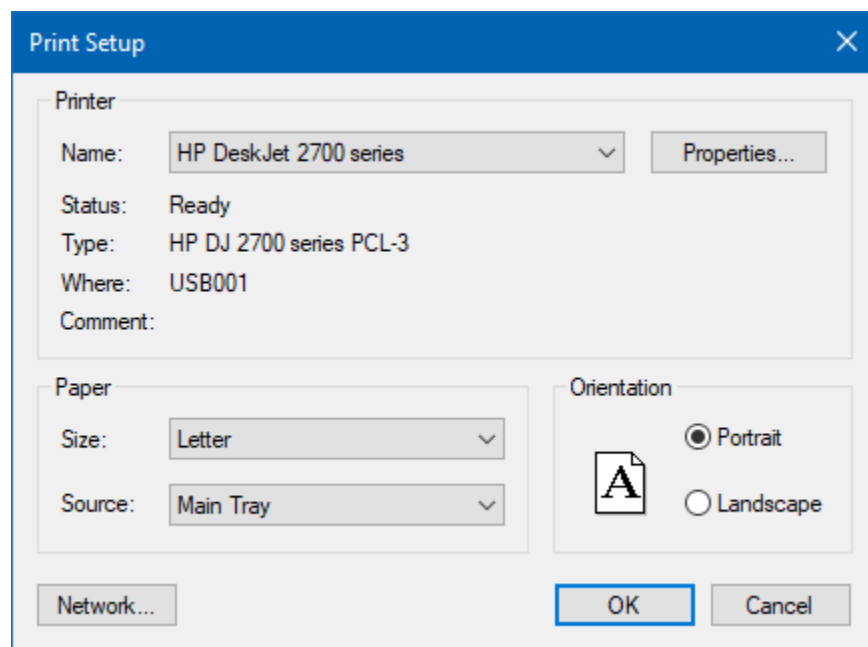 Print Setup
Printer
Name: HP DeskJet 2700 series Properties...
Status: Ready
Type: HP DJ 2700 series PCL-3
Where: USB001
Comment:
Paper
Size: Letter
Source: Main Tray
Orientation
A
Portrait
Landscape
Network... OK Cancel